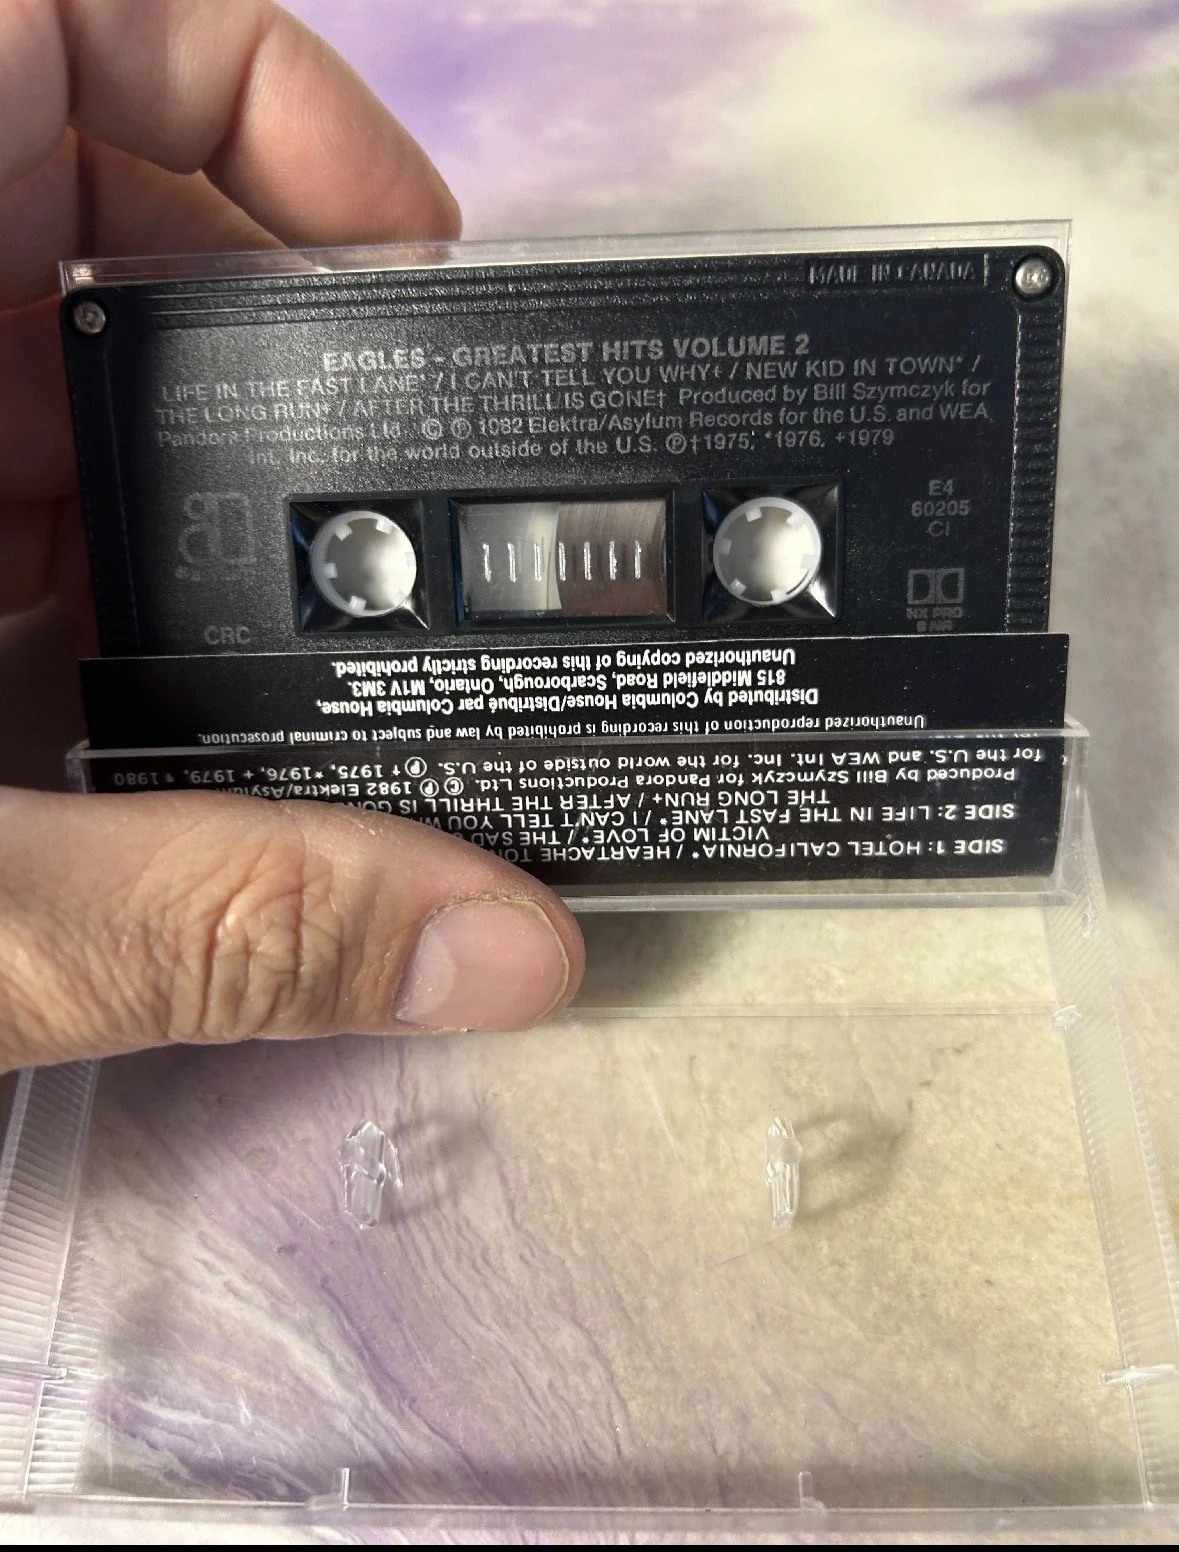 MADE IN CANADA
EAGLES - GREATEST HITS VOLUME 2
LIFE IN THE FAST LANE* / I CAN'T TELL YOU WHY+ / NEW KID IN TOWN* /
THE LONG RUN+ / AFTER THE THRILL IS GONE† Produced by Bill Szymczyk for
Pandora Productions Ltd. © ℗ 1982 Elektra/Asylum Records for the U.S. and WEA
Int. Inc. for the world outside of the U.S. ℗ † 1975, *1976, +1979
E4
60205
C1
CRC
Unauthorized copying of this recording strictly prohibited.
815 Middlefield Road, Scarborough, Ontario, M1V 3M3.
Distributed by Columbia House/Distribué par Columbia House,
Unauthorized reproduction of this recording is prohibited by law and subject to criminal prosecution.
for the U.S. and WEA Int. Inc. for the world outside of the U.S. ℗ † 1975, *1976, + 1979, 1980
Produced by Bill Szymczyk for Pandora Productions Ltd. © ℗ 1982 Elektra/Asylum
THE LONG RUN+ / AFTER THE THRILL IS
SIDE 2: LIFE IN THE FAST LANE* / I CAN'T TELL YOU
VICTIM OF LOVE* / THE SAD
SIDE 1: HOTEL CALIFORNIA* / HEARTACHE